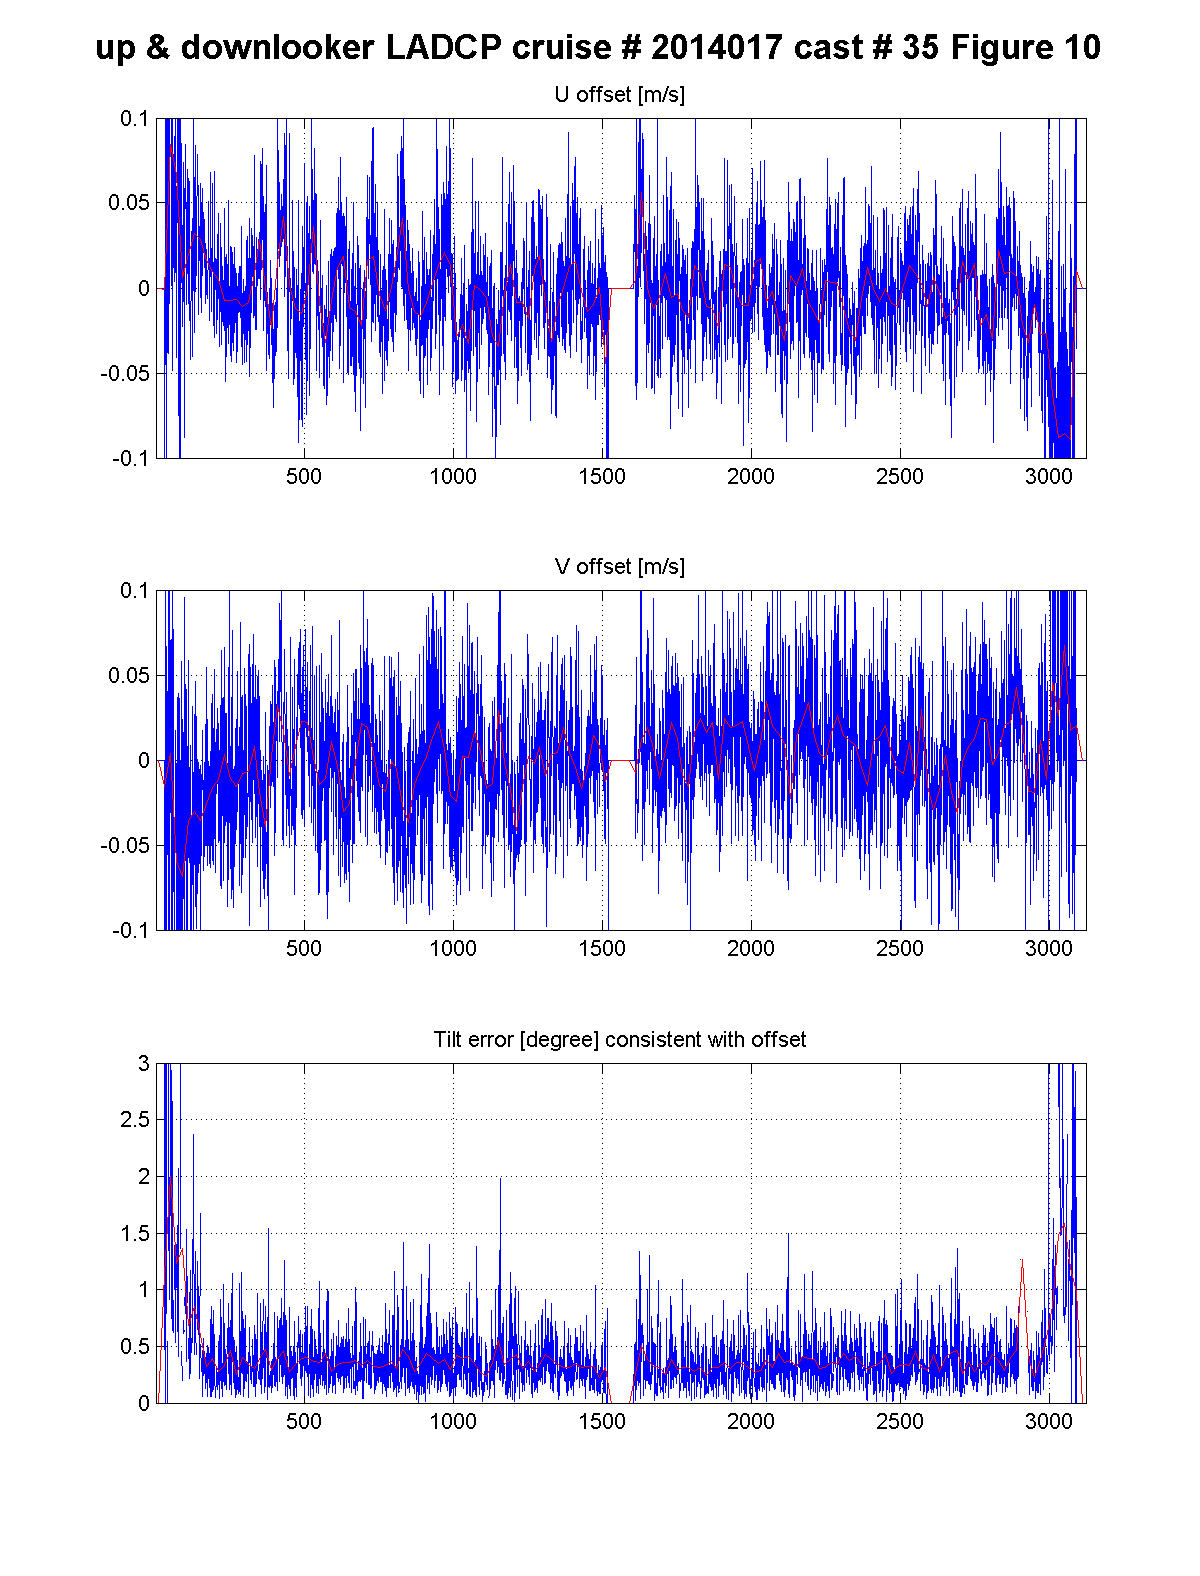 up & downlooker LADCP cruise # 2014017 cast # 35 Figure 10
U offset [m/s]
0.1
0.05
0
-0.05
-0.1
500 1000 1500 2000 2500 3000
V offset [m/s]
0.1
0.05
0
-0.05
-0.1
500 1000 1500 2000 2500 3000
Tilt error [degree] consistent with offset
3
2.5
2
1.5
1
0.5
0
500 1000 1500 2000 2500 3000